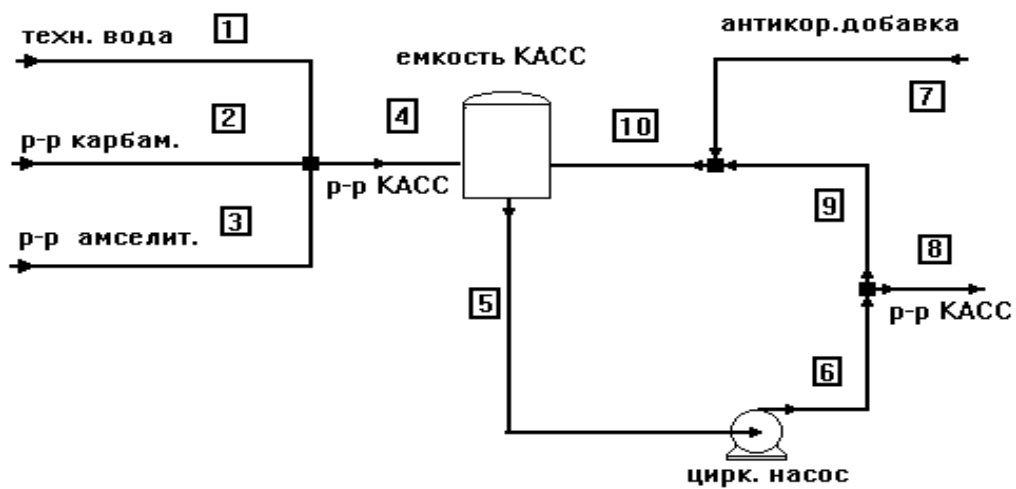 техн. вода 1
антикор.добавка
емкость КАСС
7
р-р карбам. 2
4
10
р-р КАСС
р-р амселит. 3
9
8
р-р КАСС
5
6
цирк. насос